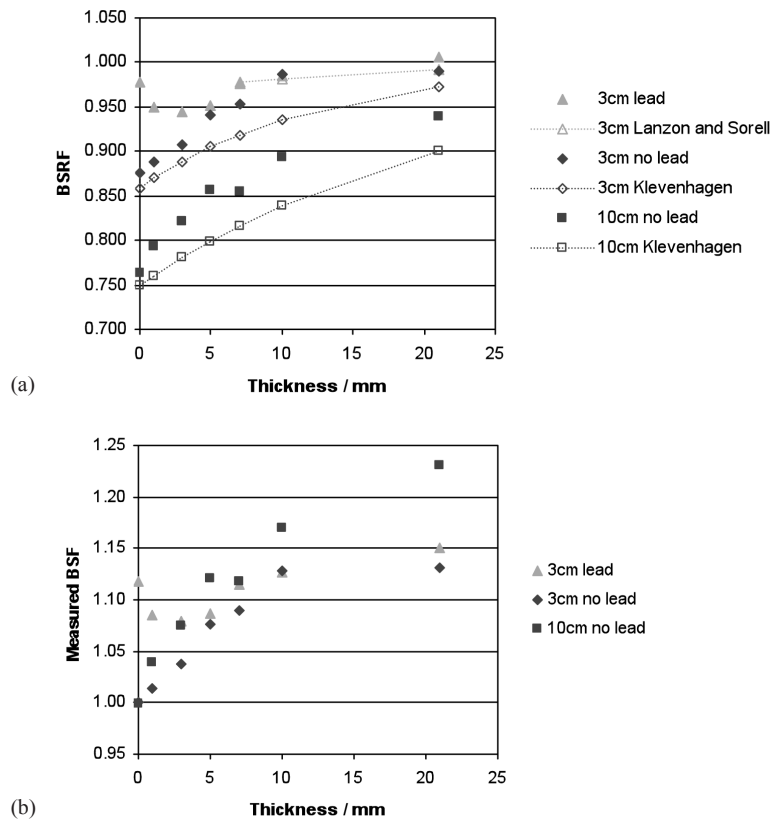 1.050
1.000
0.950
0.900
0.850
0.800
0.750
0.700
BSRF
0 5 10 15 20 25
Thickness / mm
3cm lead
3cm Lanzon and Sorell
3cm no lead
3cm Klevenhagen
10cm no lead
10cm Klevenhagen
(a)
1.25
1.20
1.15
1.10
1.05
1.00
0.95
Measured BSF
0 5 10 15 20 25
Thickness / mm
3cm lead
3cm no lead
10cm no lead
(b)